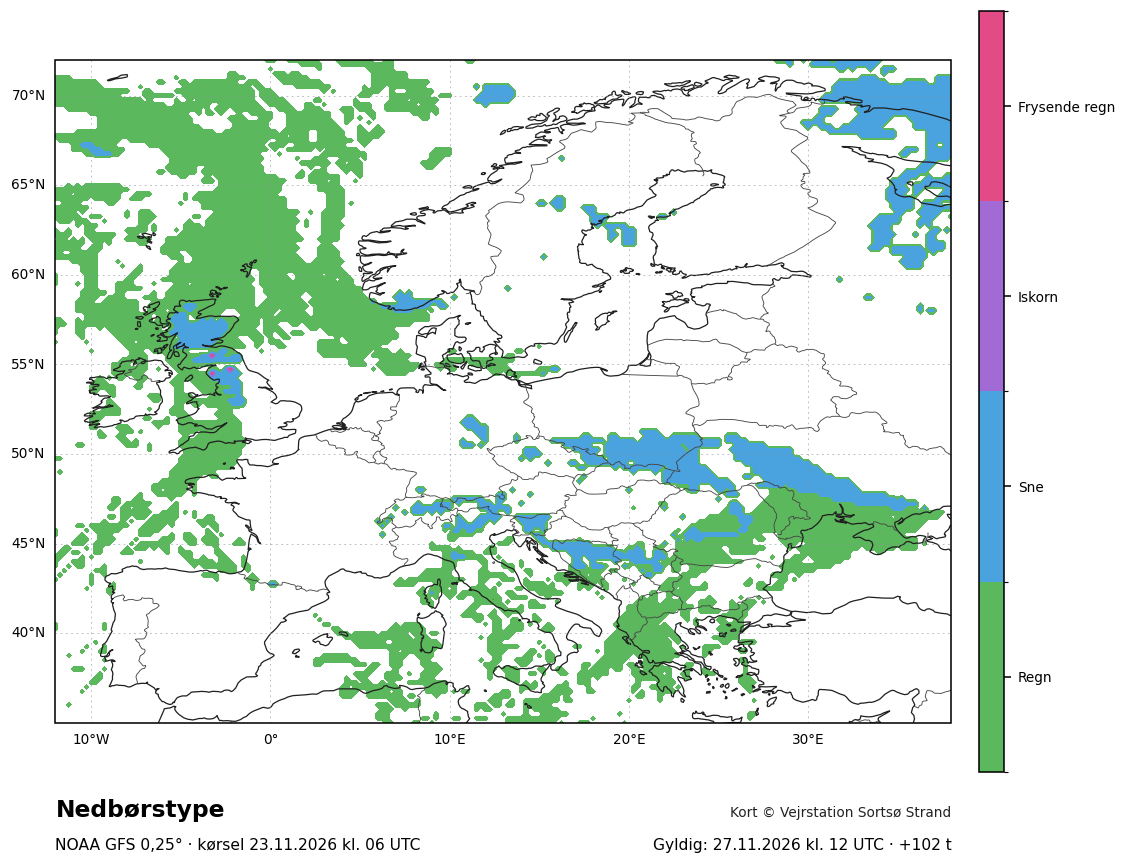 70°N
65°N
60°N
55°N
50°N
45°N
40°N
10°W
0°
10°E
20°E
30°E
Frysende regn
Iskorn
Sne
Regn
Nedbørstype
Kort © Vejrstation Sortsø Strand
NOAA GFS 0,25° · kørsel 23.11.2026 kl. 06 UTC
Gyldig: 27.11.2026 kl. 12 UTC · +102 t